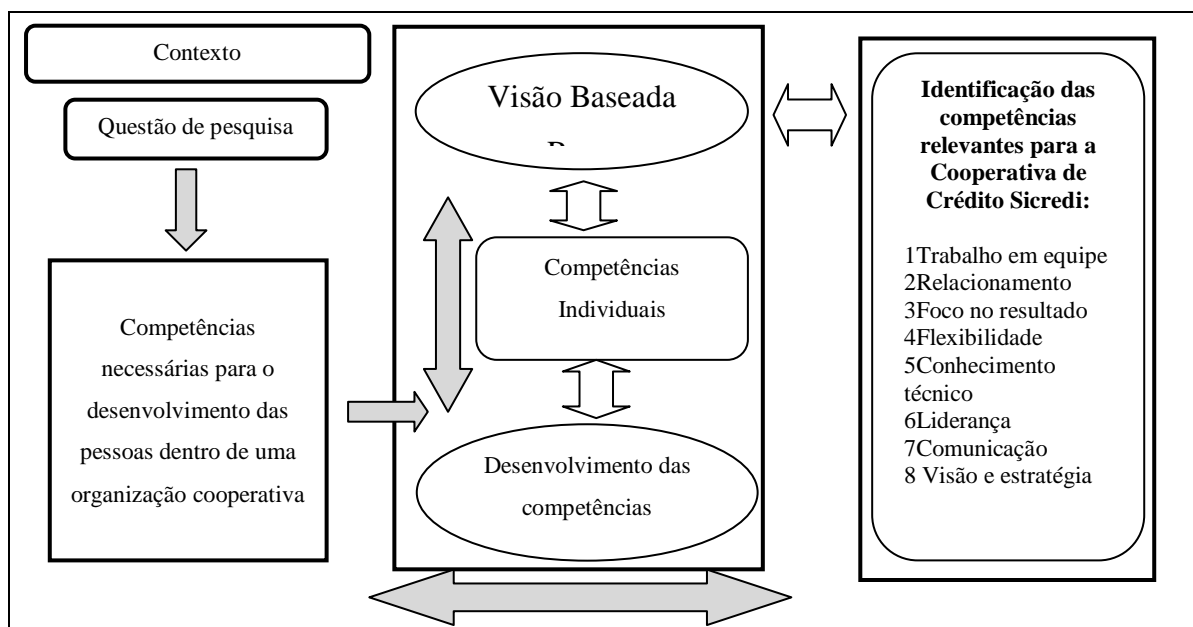 Contexto
Questão de pesquisa
Competências
necessárias para o
desenvolvimento das
pessoas dentro de uma
organização cooperativa
Visão Baseada
Competências
Individuais
Desenvolvimento das
competências
Identificação das
competências
relevantes para a
Cooperativa de
Crédito Sicredi:
1Trabalho em equipe
2Relacionamento
3Foco no resultado
4Flexibilidade
5Conhecimento
técnico
6Liderança
7Comunicação
8 Visão e estratégia